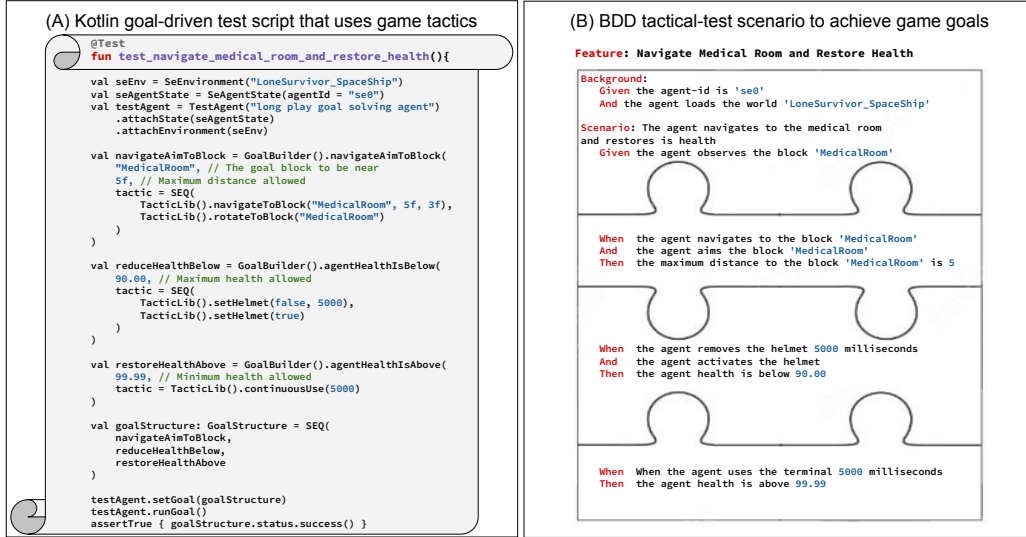 (A) Kotlin goal-driven test script that uses game tactics
@Test
fun test_navigate_medical_room_and_restore_health(){
val seEnv = SeEnvironment("LoneSurvivor_SpaceShip")
val seAgentState = SeAgentState(agentId = "se0")
val testAgent = TestAgent("long play goal solving agent")
.attachState(seAgentState)
.attachEnvironment(seEnv)
val navigateAimToBlock = GoalBuilder().navigateAimToBlock(
"MedicalRoom", // The goal block to be near
5f, // Maximum distance allowed
tactic = SEQ(
TacticLib().navigateToBlock("MedicalRoom", 5f, 3f),
TacticLib().rotateToBlock("MedicalRoom")
)
)
val reduceHealthBelow = GoalBuilder().agentHealthIsBelow(
90.00, // Maximum health allowed
tactic = SEQ(
TacticLib().setHelmet(false, 5000),
TacticLib().setHelmet(true)
)
)
val restoreHealthAbove = GoalBuilder().agentHealthIsAbove(
99.99, // Minimum health allowed
tactic = TacticLib().continuousUse(5000)
)
val goalStructure: GoalStructure = SEQ(
navigateAimToBlock,
reduceHealthBelow,
restoreHealthAbove
)
testAgent.setGoal(goalStructure)
testAgent.runGoal()
assertTrue { goalStructure.status.success() }
(B) BDD tactical-test scenario to achieve game goals
Feature: Navigate Medical Room and Restore Health
Background:
Given the agent-id is 'se0'
And the agent loads the world 'LoneSurvivor_SpaceShip'
Scenario: The agent navigates to the medical room
and restores is health
Given the agent observes the block 'MedicalRoom'
When the agent navigates to the block 'MedicalRoom'
And the agent aims the block 'MedicalRoom'
Then the maximum distance to the block 'MedicalRoom' is 5
When the agent removes the helmet 5000 milliseconds
And the agent activates the helmet
Then the agent health is below 90.00
When When the agent uses the terminal 5000 milliseconds
Then the agent health is above 99.99